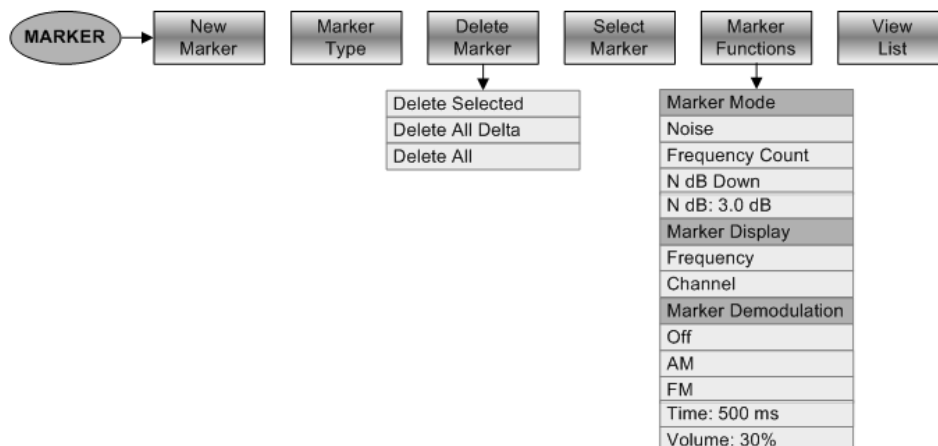 MARKER
New
Marker
Marker
Type
Delete
Marker
Select
Marker
Marker
Functions
View
List
Delete Selected
Delete All Delta
Delete All
Marker Mode
Noise
Frequency Count
N dB Down
N dB: 3.0 dB
Marker Display
Frequency
Channel
Marker Demodulation
Off
AM
FM
Time: 500 ms
Volume: 30%